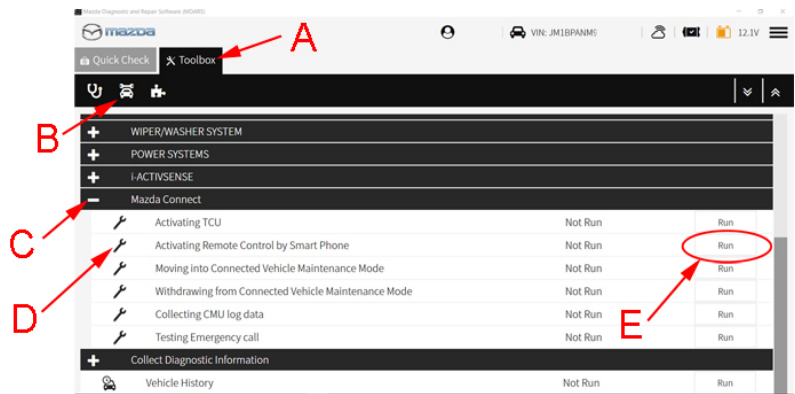 Mazda Diagnostic and Repair Software (MDARS)
mazda
VIN: JM1BPANM
12.1V
A
Quick Check
Toolbox
B
WIPER/WASHER SYSTEM
POWER SYSTEMS
i-ACTIVSENSE
C
Mazda Connect
Activating TCU Not Run Run
D
Activating Remote Control by Smart Phone Not Run Run
Moving into Connected Vehicle Maintenance Mode Not Run Run
Withdrawing from Connected Vehicle Maintenance Mode Not Run Run
Collecting CMU log data Not Run Run
E
Testing Emergency call Not Run Run
Collect Diagnostic Information
Vehicle History Not Run Run